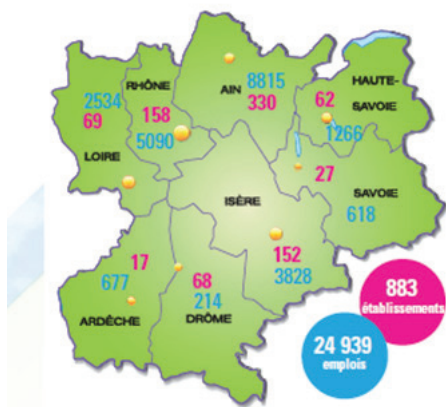 RHÔNE
158
5090
AIN
8815
330
HAUTE-
SAVOIE
62
1266
2534
69
LOIRE
27
SAVOIE
618
ISÈRE
152
3828
17
677
ARDÈCHE
68
214
DRÔME
883
établissements
24 939
emplois